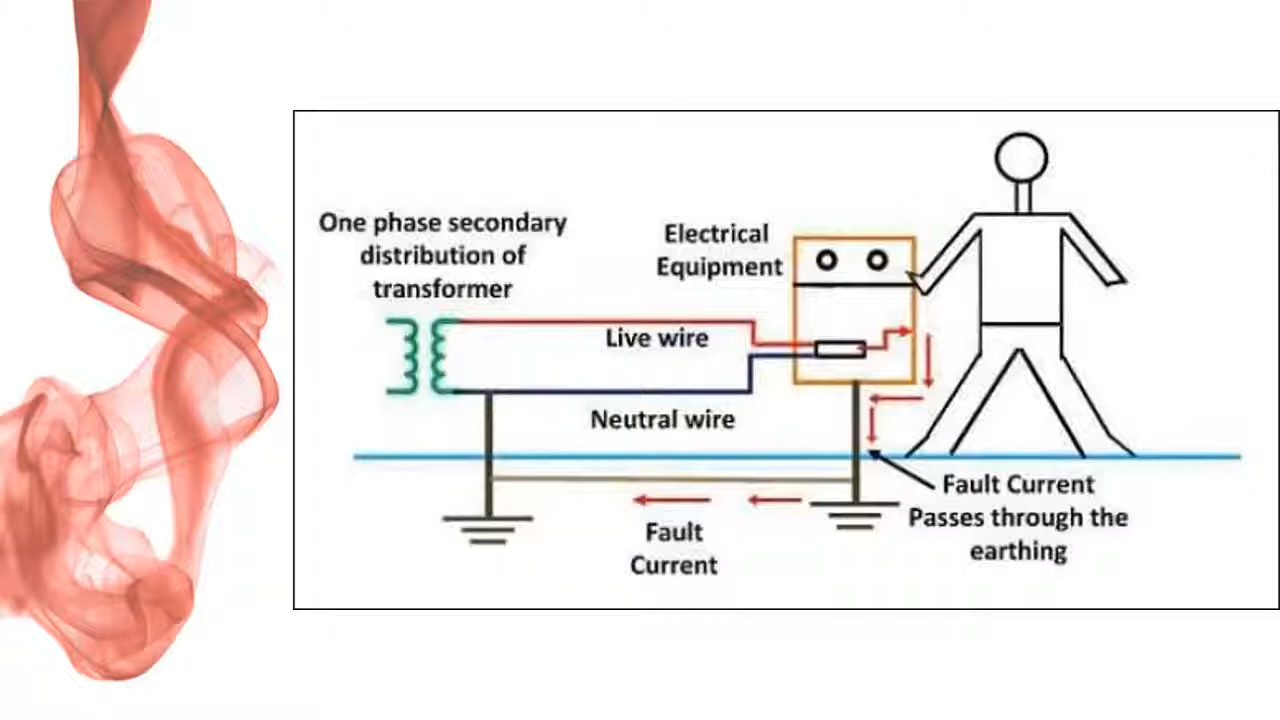 One phase secondary
distribution of
transformer
Electrical
Equipment
Live wire
Neutral wire
Fault
Current
Fault Current
Passes through the
earthing